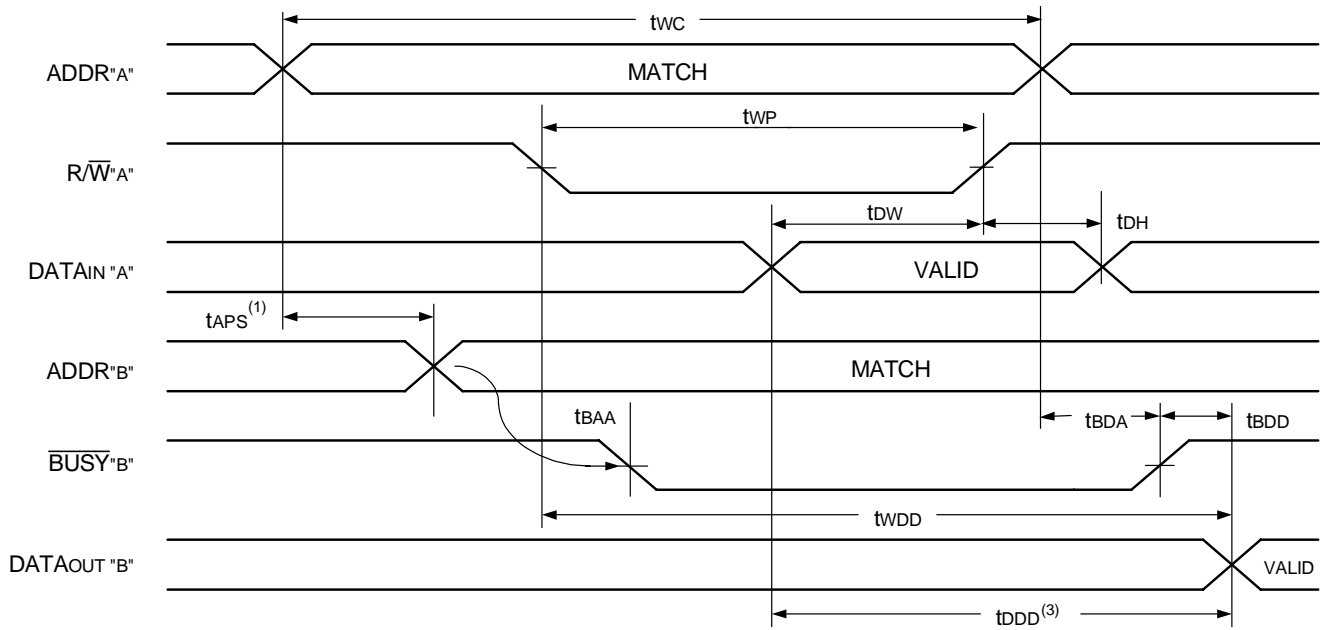 tWC
ADDR"A"
MATCH
tWP
R/W̅"A"
tDW
tDH
DATAIN "A"
VALID
tAPS(1)
ADDR"B"
MATCH
tBAA
tBDA
tBDD
B̅U̅S̅Y̅"B"
tWDD
DATAOUT "B"
VALID
tDDD(3)